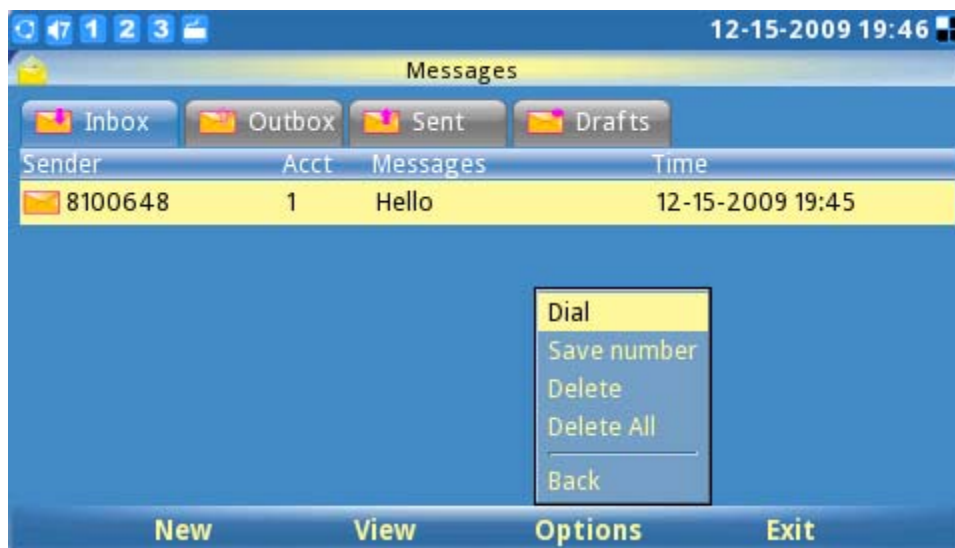 7 1 2 3 12-15-2009 19:46
Messages
Inbox Outbox Sent Drafts
Sender Acct Messages Time
8100648 1 Hello 12-15-2009 19:45
Dial
Save number
Delete
Delete All
Back
New View Options Exit